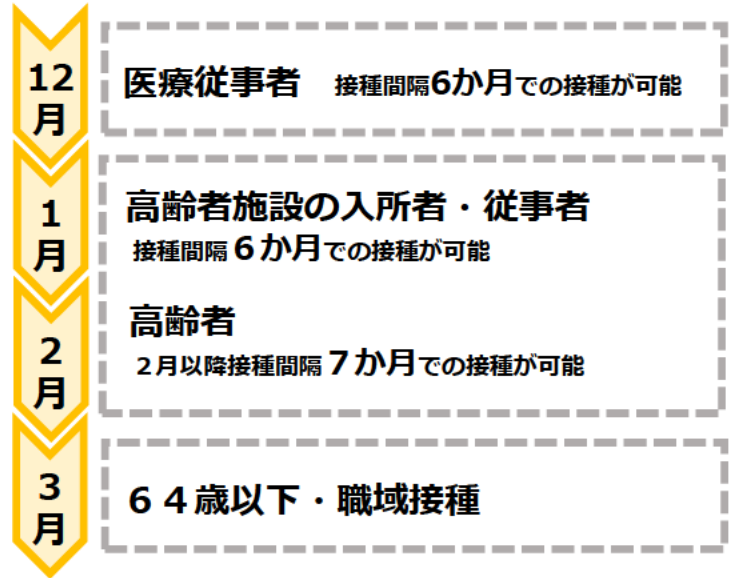 12
月
医療従事者 接種間隔6か月での接種が可能
1
月
高齢者施設の入所者・従事者
接種間隔６か月での接種が可能
2
月
高齢者
２月以降接種間隔７か月での接種が可能
3
月
６４歳以下・職域接種